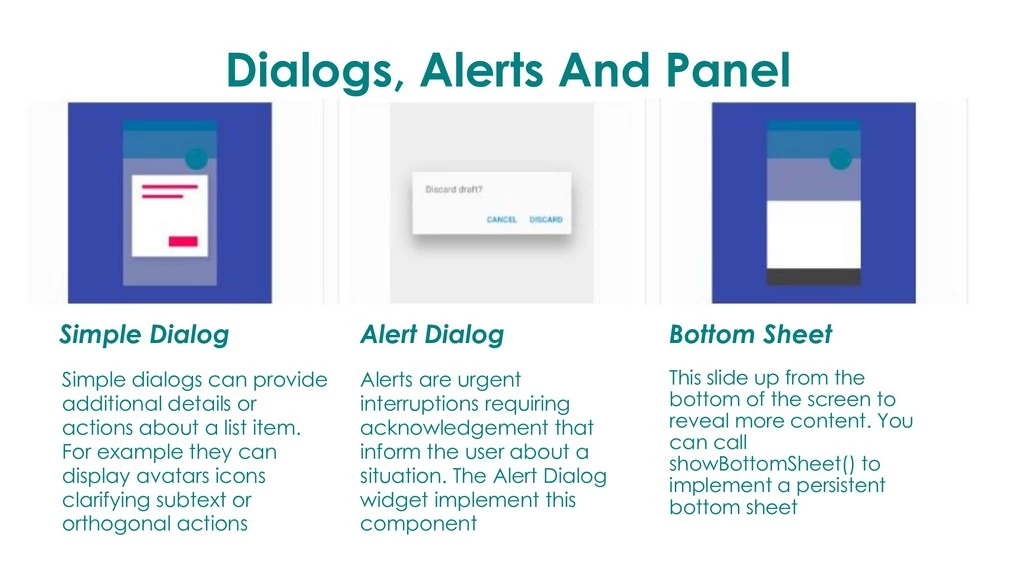 Dialogs, Alerts And Panel
Discard draft?
CANCEL DISCARD
Simple Dialog
Simple dialogs can provide
additional details or
actions about a list item.
For example they can
display avatars icons
clarifying subtext or
orthogonal actions
Alert Dialog
Alerts are urgent
interruptions requiring
acknowledgement that
inform the user about a
situation. The Alert Dialog
widget implement this
component
Bottom Sheet
This slide up from the
bottom of the screen to
reveal more content. You
can call
showBottomSheet() to
implement a persistent
bottom sheet